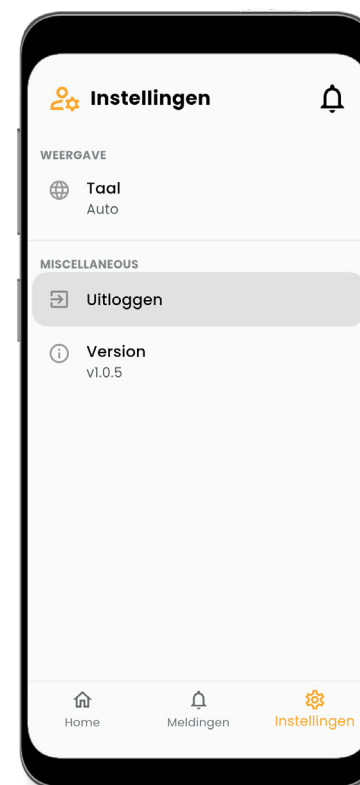 Instellingen
WEERGAVE
Taal
Auto
MISCELLANEOUS
Uitloggen
Version
v1.0.5
Home
Meldingen
Instellingen